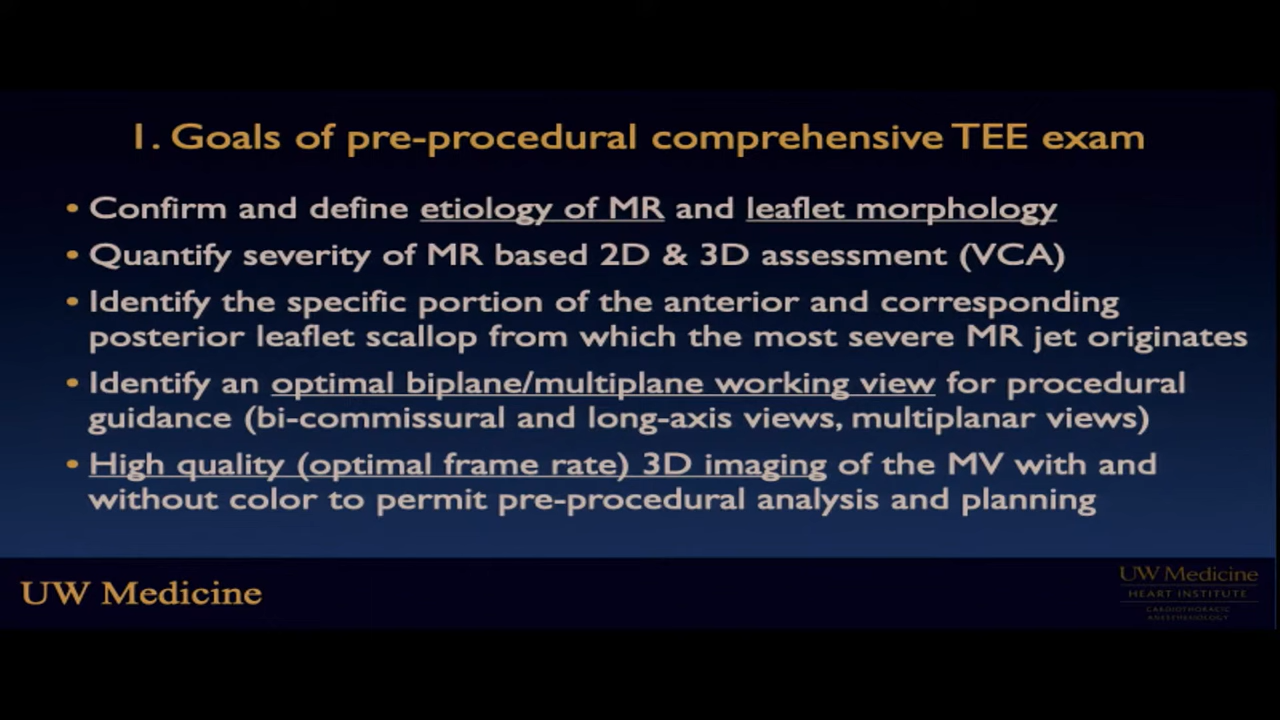 1. Goals of pre-procedural comprehensive TEE exam
• Confirm and define etiology of MR and leaflet morphology
• Quantify severity of MR based 2D & 3D assessment (VCA)
• Identify the specific portion of the anterior and corresponding
posterior leaflet scallop from which the most severe MR jet originates
• Identify an optimal biplane/multiplane working view for procedural
guidance (bi-commissural and long-axis views, multiplanar views)
• High quality (optimal frame rate) 3D imaging of the MV with and
without color to permit pre-procedural analysis and planning
UW Medicine
UW Medicine
HEART INSTITUTE
CARDIOTHORACIC
ANESTHESIOLOGY